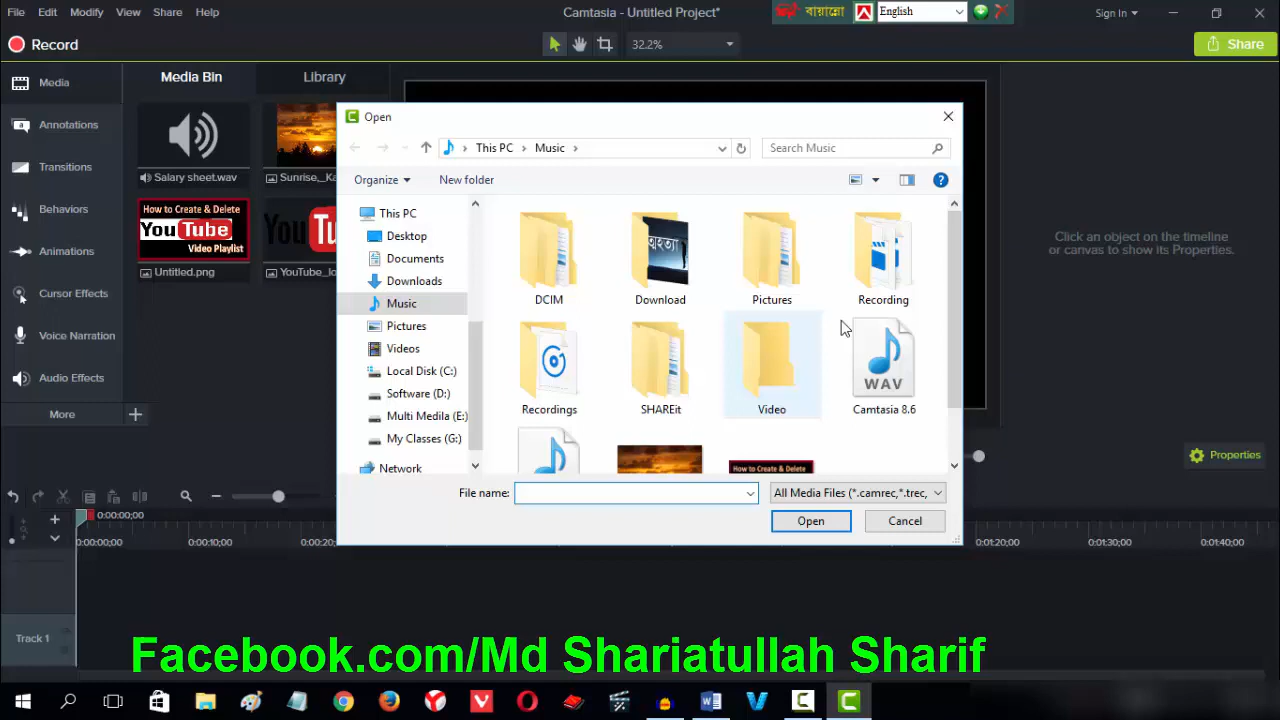 File Edit Modify View Share Help
Camtasia - Untitled Project*
বায়ান্নো
English
Sign In
Record
32.2%
Share
Media
Media Bin
Library
Annotations
Transitions
Behaviors
Animations
Cursor Effects
Voice Narration
Audio Effects
More
Salary sheet.wav
Sunrise,_Ka
How to Create & Delete
YouTube
Video Playlist
Untitled.png
YouTube_lo
Open
This PC > Music >
Search Music
Organize
New folder
This PC
Desktop
Documents
Downloads
Music
Pictures
Videos
Local Disk (C:)
Software (D:)
Multi Medila (E:)
My Classes (G:)
Network
DCIM
Download
Pictures
Recording
Recordings
SHAREit
Video
WAV
Camtasia 8.6
How to Create & Delete
File name:
All Media Files (*.camrec,*.trec,
Open
Cancel
Click an object on the timeline
or canvas to show its Properties.
Properties
0:00:00;00
0:00:00;00
0:00:10;00
0:00:20
0:01:20;00
0:01:30;00
0:01:40;00
Track 1
Facebook.com/Md Shariatullah Sharif